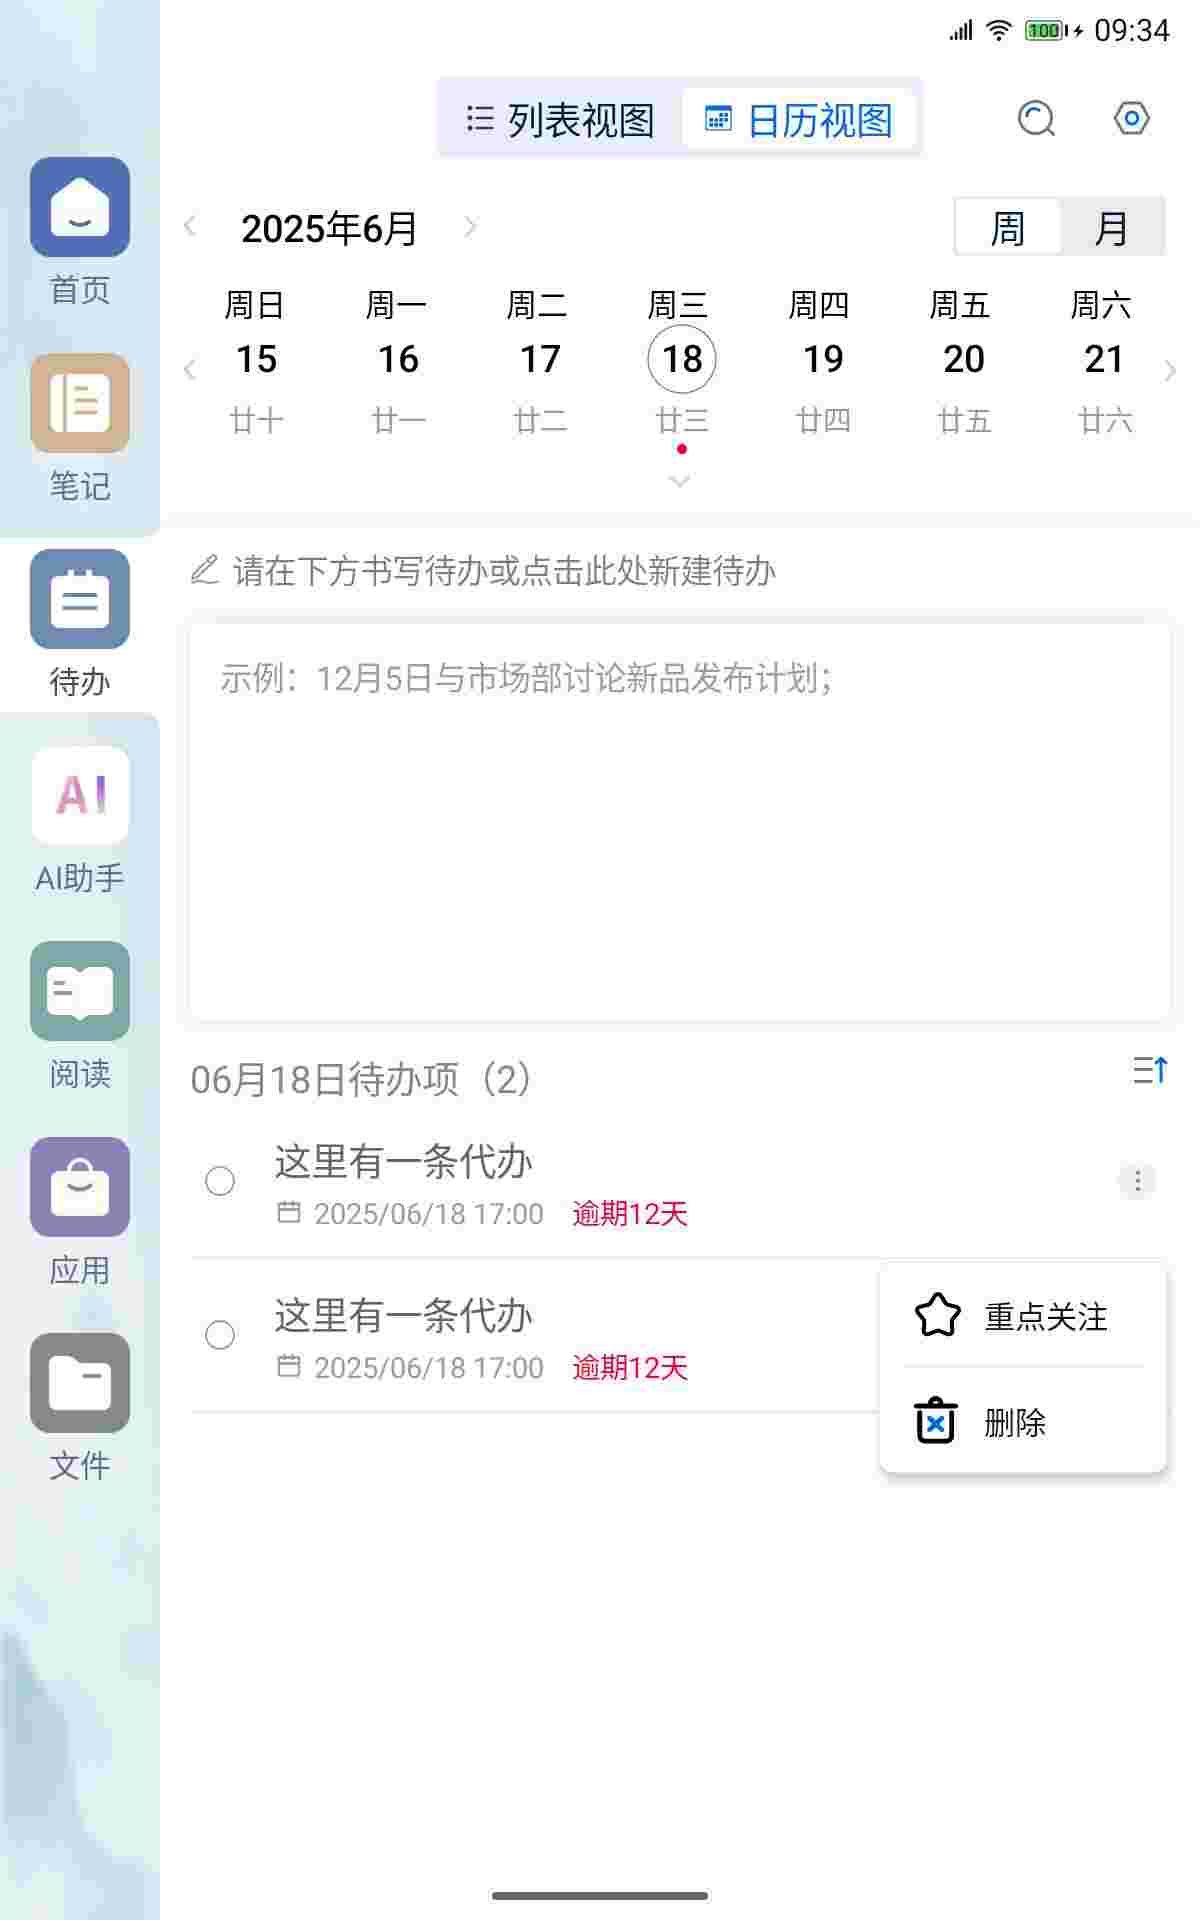 100 09:34
列表视图 日历视图
2025年6月 周 月
周日 周一 周二 周三 周四 周五 周六
15 16 17 18 19 20 21
廿十 廿一 廿二 廿三 廿四 廿五 廿六
请在下方书写待办或点击此处新建待办
示例：12月5日与市场部讨论新品发布计划；
06月18日待办项（2）
这里有一条代办
2025/06/18 17:00 逾期12天
这里有一条代办
2025/06/18 17:00 逾期12天
重点关注
删除
首页
笔记
待办
AI
AI助手
阅读
应用
文件